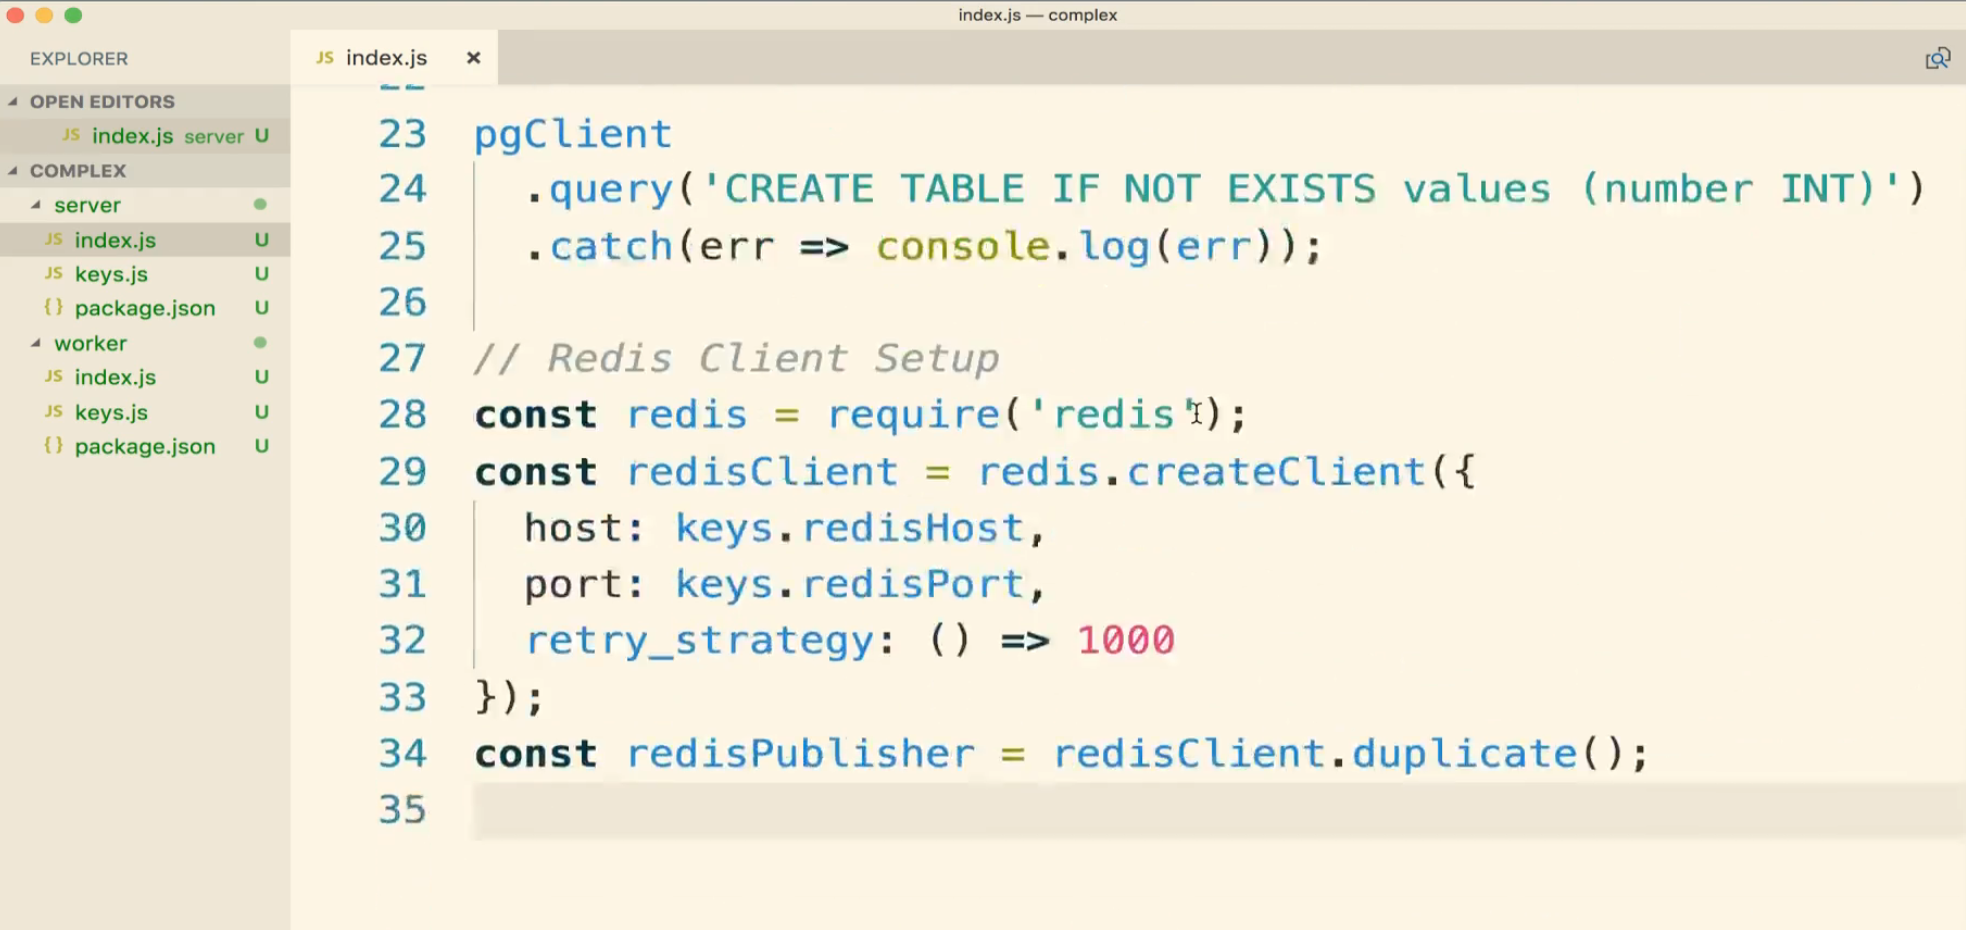 index.js — complex
EXPLORER
JS index.js ×
OPEN EDITORS
JS index.js server U
COMPLEX
server
JS index.js U
JS keys.js U
{} package.json U
worker
JS index.js U
JS keys.js U
{} package.json U
23 pgClient
24 .query('CREATE TABLE IF NOT EXISTS values (number INT)')
25 .catch(err => console.log(err));
26
27 // Redis Client Setup
28 const redis = require('redis');
29 const redisClient = redis.createClient({
30 host: keys.redisHost,
31 port: keys.redisPort,
32 retry_strategy: () => 1000
33 });
34 const redisPublisher = redisClient.duplicate();
35